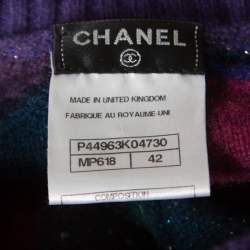 CHANEL
MADE IN UNITED KINGDOM
FABRIQUE AU ROYAUME-UNI
P44963K04730
MP618 42
COMPOSITION